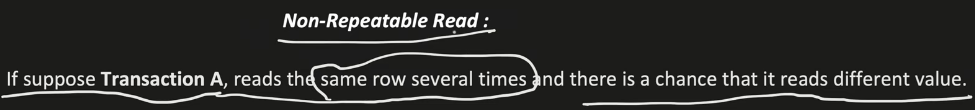 Non-Repeatable Read :
If suppose Transaction A, reads the same row several times and there is a chance that it reads different value.